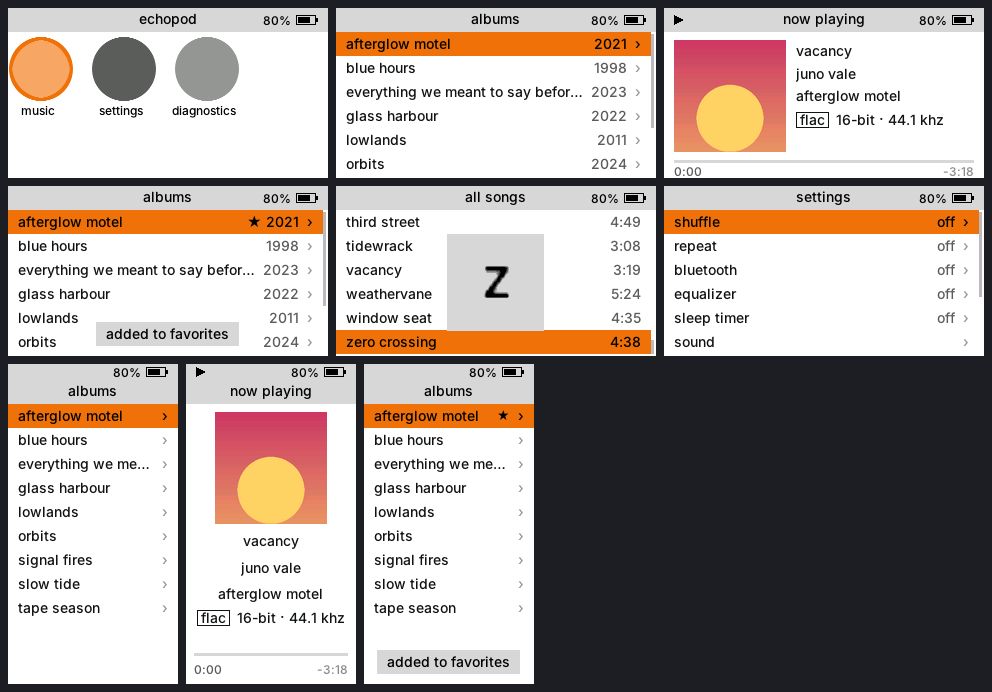 echopod 80%
music settings diagnostics
albums 80%
afterglow motel 2021 ›
blue hours 1998 ›
everything we meant to say befor... 2023 ›
glass harbour 2022 ›
lowlands 2011 ›
orbits 2024 ›
now playing 80%
vacancy
juno vale
afterglow motel
flac 16-bit · 44.1 khz
0:00 -3:18
albums 80%
afterglow motel ★ 2021 ›
blue hours 1998 ›
everything we meant to say befor... 2023 ›
glass harbour 2022 ›
lowlands 2011 ›
orbits 2024 ›
added to favorites
all songs 80%
third street 4:49
tidewrack 3:08
vacancy 3:19
weathervane 5:24
window seat 4:35
zero crossing 4:38
Z
settings 80%
shuffle off ›
repeat off ›
bluetooth off ›
equalizer off ›
sleep timer off ›
sound ›
80%
albums
afterglow motel ›
blue hours ›
everything we me... ›
glass harbour ›
lowlands ›
orbits ›
signal fires ›
slow tide ›
tape season ›
80%
now playing
vacancy
juno vale
afterglow motel
flac 16-bit · 44.1 khz
0:00 -3:18
80%
albums
afterglow motel ★ ›
blue hours ›
everything we me... ›
glass harbour ›
lowlands ›
orbits ›
signal fires ›
slow tide ›
tape season ›
added to favorites